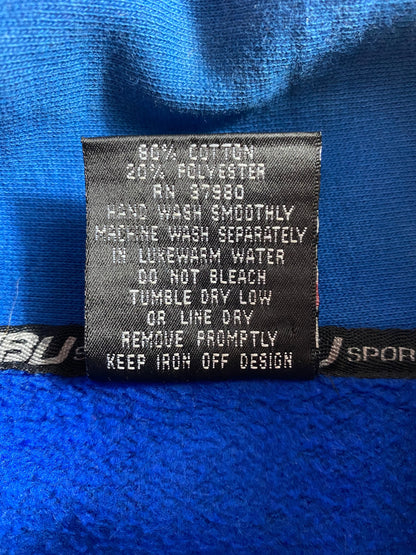 80% COTTON
20% POLYESTER
RN 37980
HAND WASH SMOOTHLY
MACHINE WASH SEPARATELY
IN LUKEWARM WATER
DO NOT BLEACH
TUMBLE DRY LOW
OR LINE DRY
REMOVE PROMPTLY
KEEP IRON OFF DESIGN
BU S
J SPOR